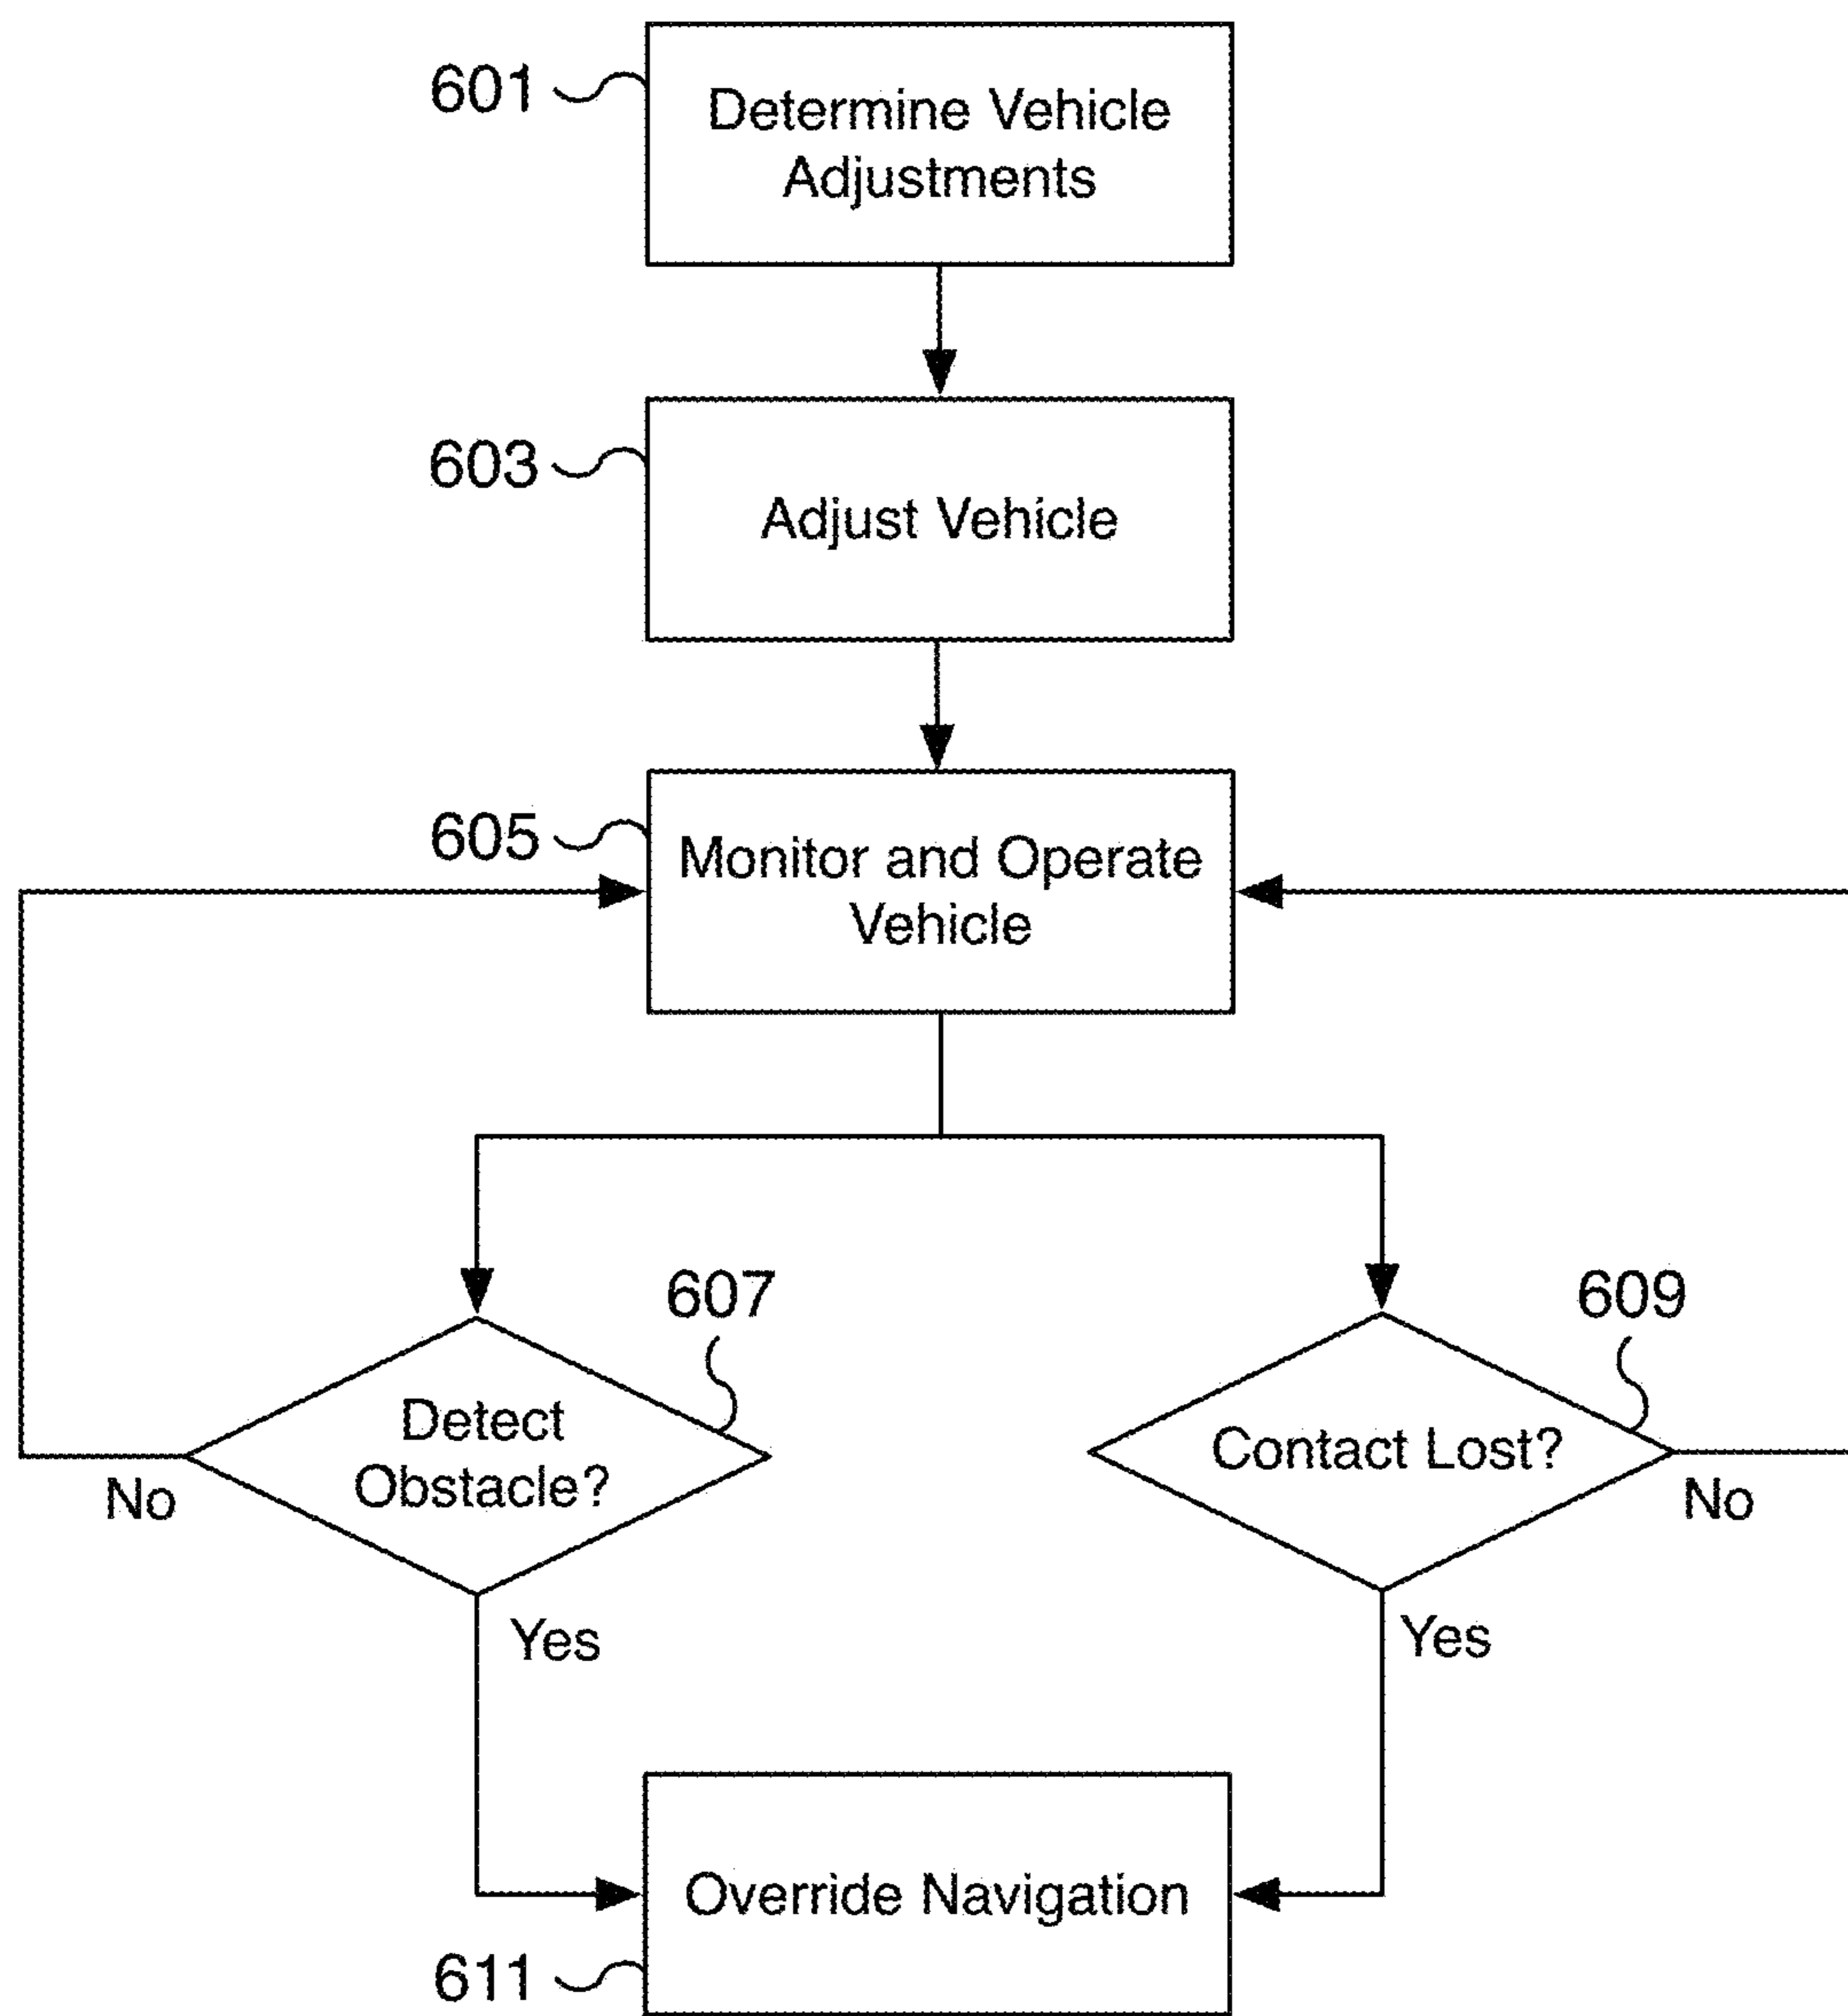 601
Determine Vehicle
Adjustments
603
Adjust Vehicle
605
Monitor and Operate
Vehicle
607
609
Detect
Obstacle?
Contact Lost?
No
No
Yes
Yes
Override Navigation
611